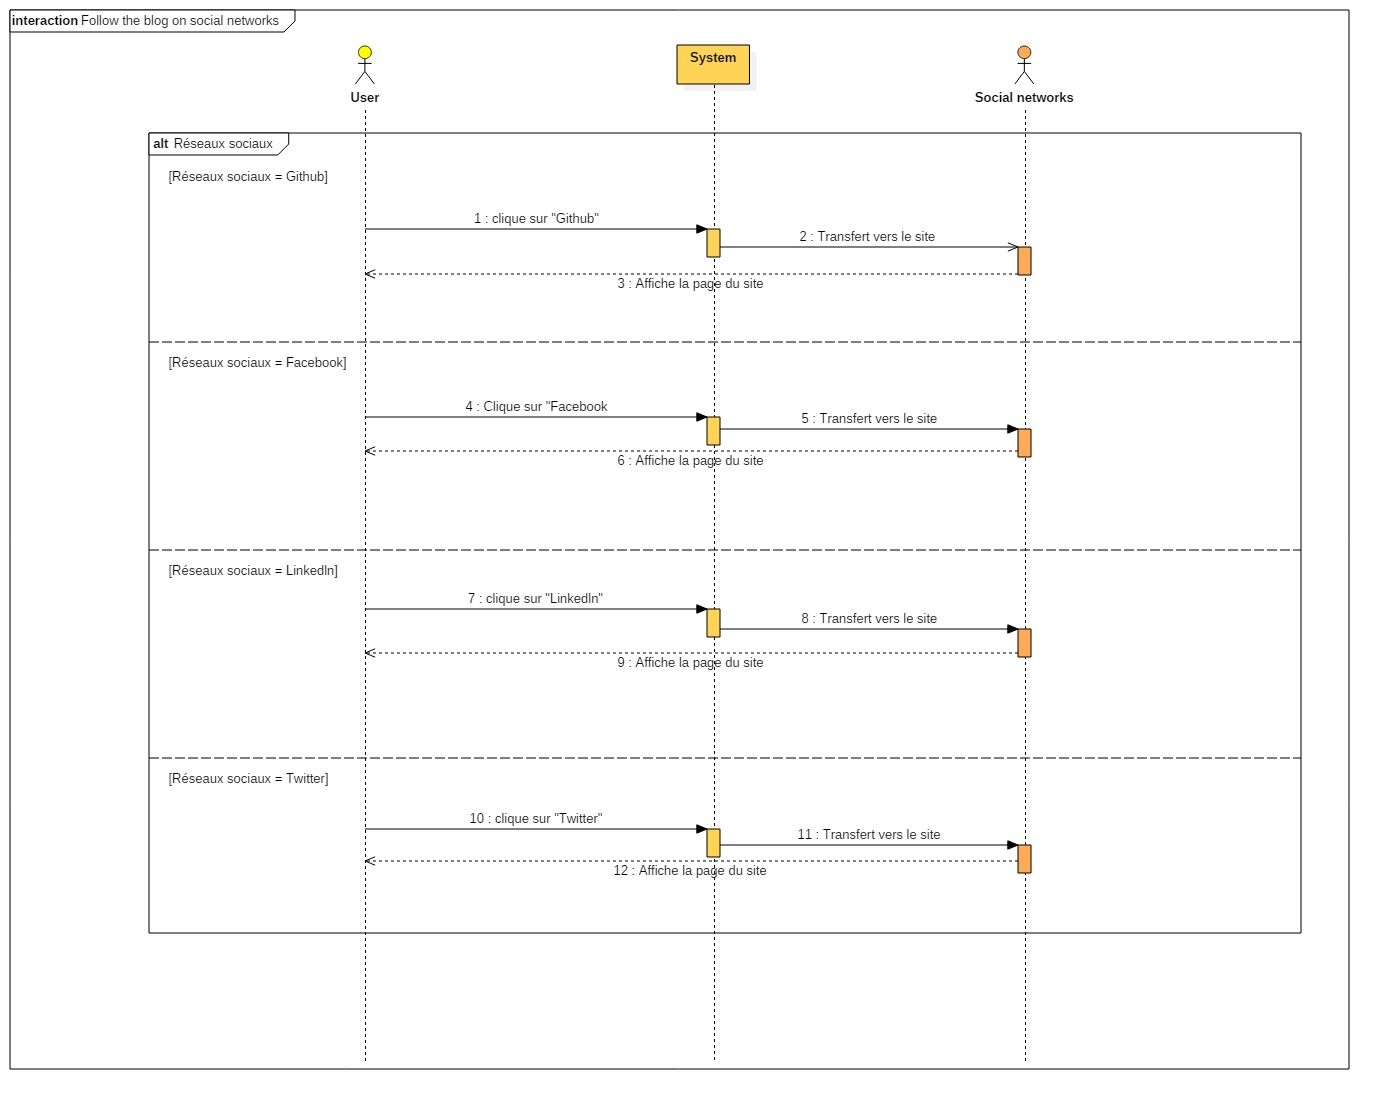 interaction Follow the blog on social networks
User
System
Social networks
alt Réseaux sociaux
[Réseaux sociaux = Github]
1 : clique sur "Github"
2 : Transfert vers le site
3 : Affiche la page du site
[Réseaux sociaux = Facebook]
4 : Clique sur "Facebook
5 : Transfert vers le site
6 : Affiche la page du site
[Réseaux sociaux = LinkedIn]
7 : clique sur "LinkedIn"
8 : Transfert vers le site
9 : Affiche la page du site
[Réseaux sociaux = Twitter]
10 : clique sur "Twitter"
11 : Transfert vers le site
12 : Affiche la page du site